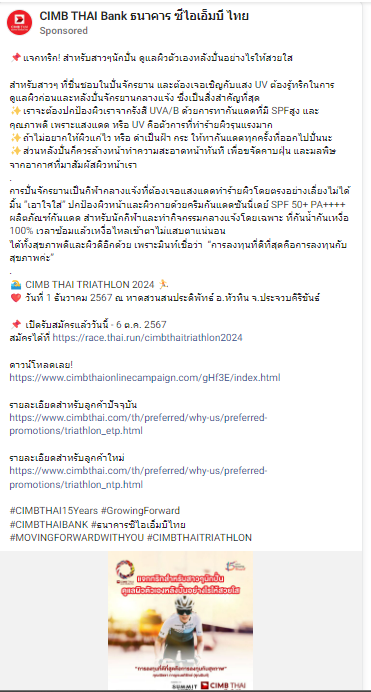 CIMB THAI Bank ธนาคาร ซีไอเอ็มบี ไทย
Sponsored
📌 แจกทริก! สำหรับสาวๆนักปั่น ดูแลผิวตัวเองหลังปั่นอย่างไรให้สวยใส
สำหรับสาวๆ ที่ชื่นชอบในปั่นจักรยาน และต้องเจอเผชิญกับแสง UV ต้องรู้ทริกในการ
ดูแลผิวก่อนและหลังปั่นจักรยานกลางแจ้ง ซึ่งเป็นสิ่งสำคัญที่สุด
✨ เราจะต้องปกป้องผิวเราจากรังสี UVA/B ด้วยการทากันแดดที่มี SPFสูง และ
คุณภาพดี เพราะแสงแดด หรือ UV คือตัวการที่ทำร้ายผิวรุนแรงมาก
✨ ถ้าไม่อยากให้ผิวแก่ไว หรือ ดำเป็นฝ้า กระ ให้ทากันแดดทุกครั้งที่ออกไปปั่นนะ
✨ ส่วนหลังปั่นก็ควรล้างหน้าทำความสะอาดหน้าทันที เพื่อขจัดคาบฝุ่น และมลพิษ
จากอากาศที่มาสัมผัสผิวหน้าเรา
.
การปั่นจักรยานเป็นกีฬากลางแจ้งที่ต้องเจอแสงแดดทำร้ายผิวโดยตรงอย่างเลี่ยงไม่ได้
มิ้น "เอาใจใส่" ปกป้องผิวหน้าและผิวกายด้วยครีมกันแดดซันนี่เดย์ SPF 50+ PA++++
ผลิตภัณฑ์กันแดด สำหรับนักกีฬาและทำกิจกรรมกลางแจ้งโดยเฉพาะ ที่กันน้ำกันเหงื่อ
100% เวลาซ้อมแล้วเหงื่อไหลเข้าตาไม่แสบตาแน่นอน
ได้ทั้งสุขภาพดีและผิวดีอีกด้วย เพราะมิ้นท์เชื่อว่า "การลงทุนที่ดีที่สุดคือการลงทุนกับ
สุขภาพค่ะ"
.
🏊 CIMB THAI TRIATHLON 2024 🏃
❤️ วันที่ 1 ธันวาคม 2567 ณ หาดสวนสนประดิพัทธ์ อ.หัวหิน จ.ประจวบคีรีขันธ์
📌 เปิดรับสมัครแล้ววันนี้ - 6 ต.ค. 2567
สมัครได้ที่ https://race.thai.run/cimbthaitriathlon2024
ดาวน์โหลดเลย!
https://www.cimbthaionlinecampaign.com/gHf3E/index.html
รายละเอียดสำหรับลูกค้าปัจจุบัน
https://www.cimbthai.com/th/preferred/why-us/preferred-
promotions/triathlon_etp.html
รายละเอียดสำหรับลูกค้าใหม่
https://www.cimbthai.com/th/preferred/why-us/preferred-
promotions/triathlon_ntp.html
#CIMBTHAI15Years #GrowingForward
#CIMBTHAIBANK #ธนาคารซีไอเอ็มบีไทย
#MOVINGFORWARDWITHYOU #CIMBTHAITRIATHLON
แจกทริกสำหรับสาวๆนักปั่น
ดูแลผิวตัวเองหลังปั่นอย่างไรให้สวยใส
"การลงทุนที่ดีที่สุดคือการลงทุนกับสุขภาพ"
SUMMIT
CIMB THAI